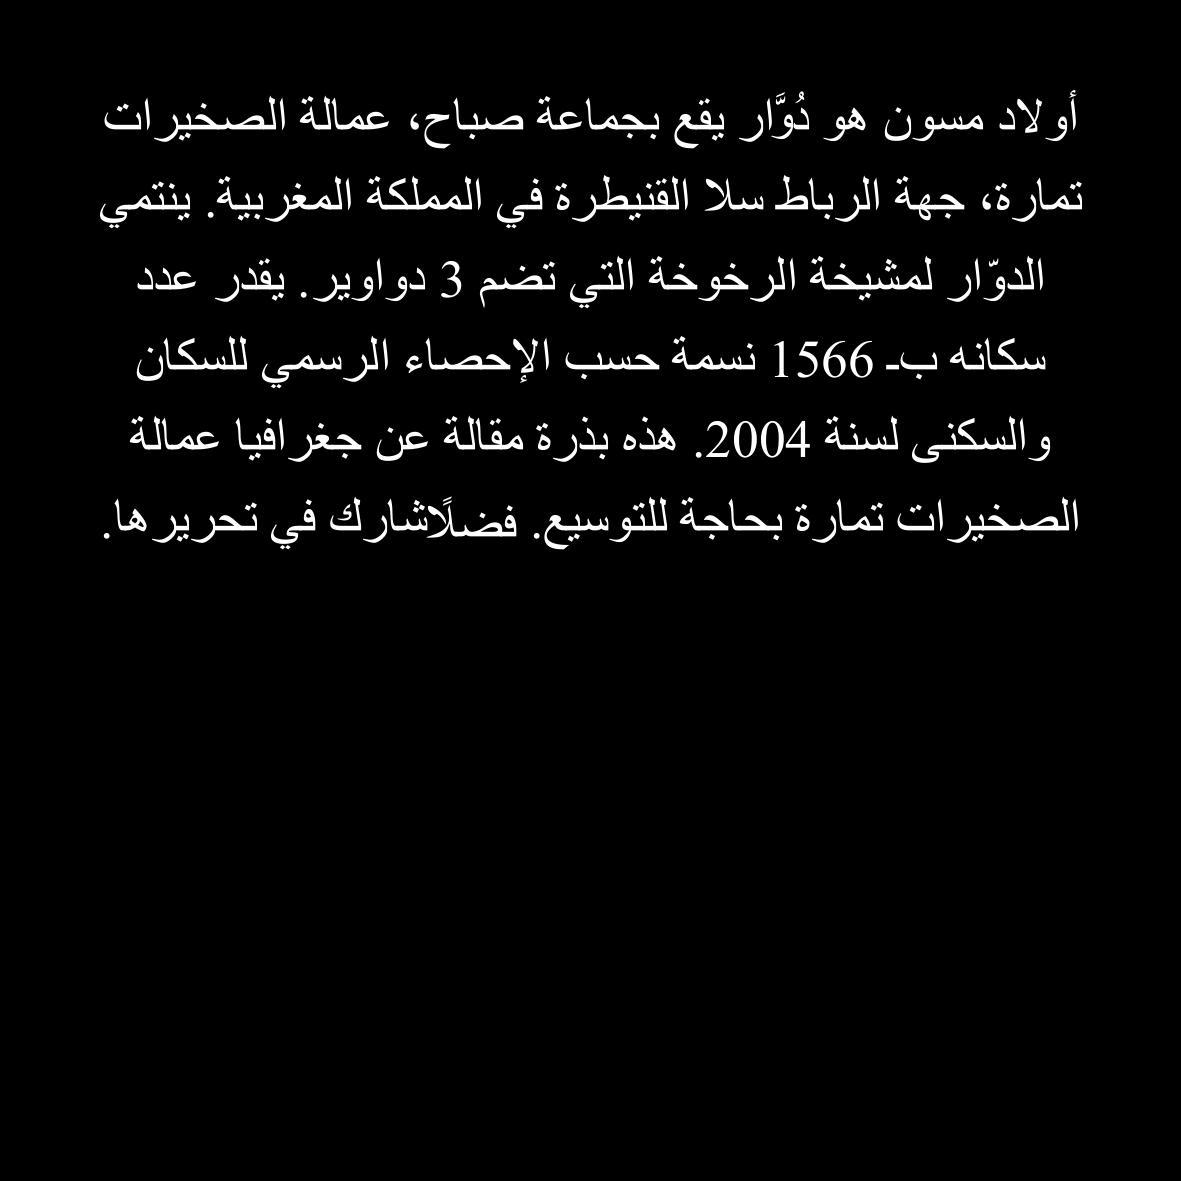 أولاد مسون هو دُوَّار يقع بجماعة صباح، عمالة الصخيرات
تمارة، جهة الرباط سلا القنيطرة في المملكة المغربية. ينتمي
الدوّار لمشيخة الرخوخة التي تضم 3 دواوير. يقدر عدد
سكانه بـ 1566 نسمة حسب الإحصاء الرسمي للسكان
والسكنى لسنة 2004. هذه بذرة مقالة عن جغرافيا عمالة
الصخيرات تمارة بحاجة للتوسيع. فضلًاشارك في تحريرها.